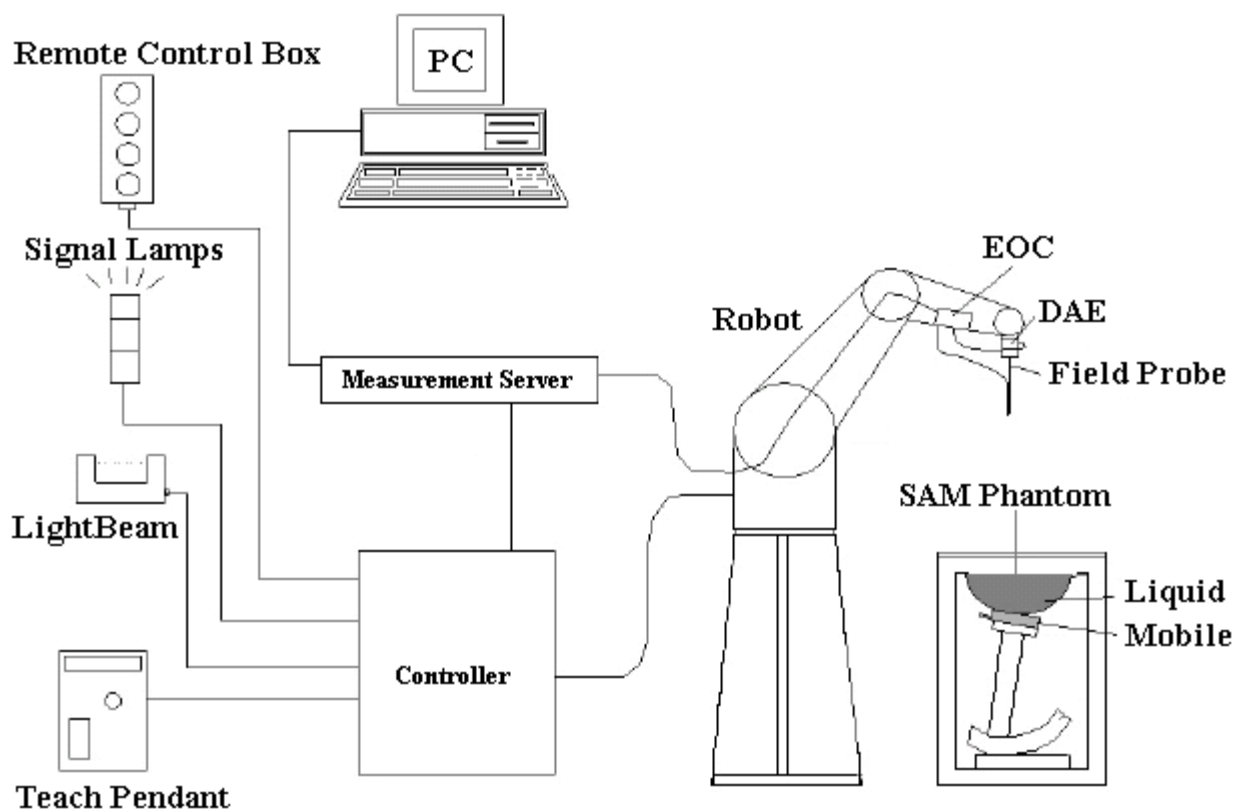 Remote Control Box
PC
Signal Lamps
EOC
Robot
DAE
Measurement Server
Field Probe
LightBeam
SAM Phantom
Liquid
Mobile
Controller
Teach Pendant